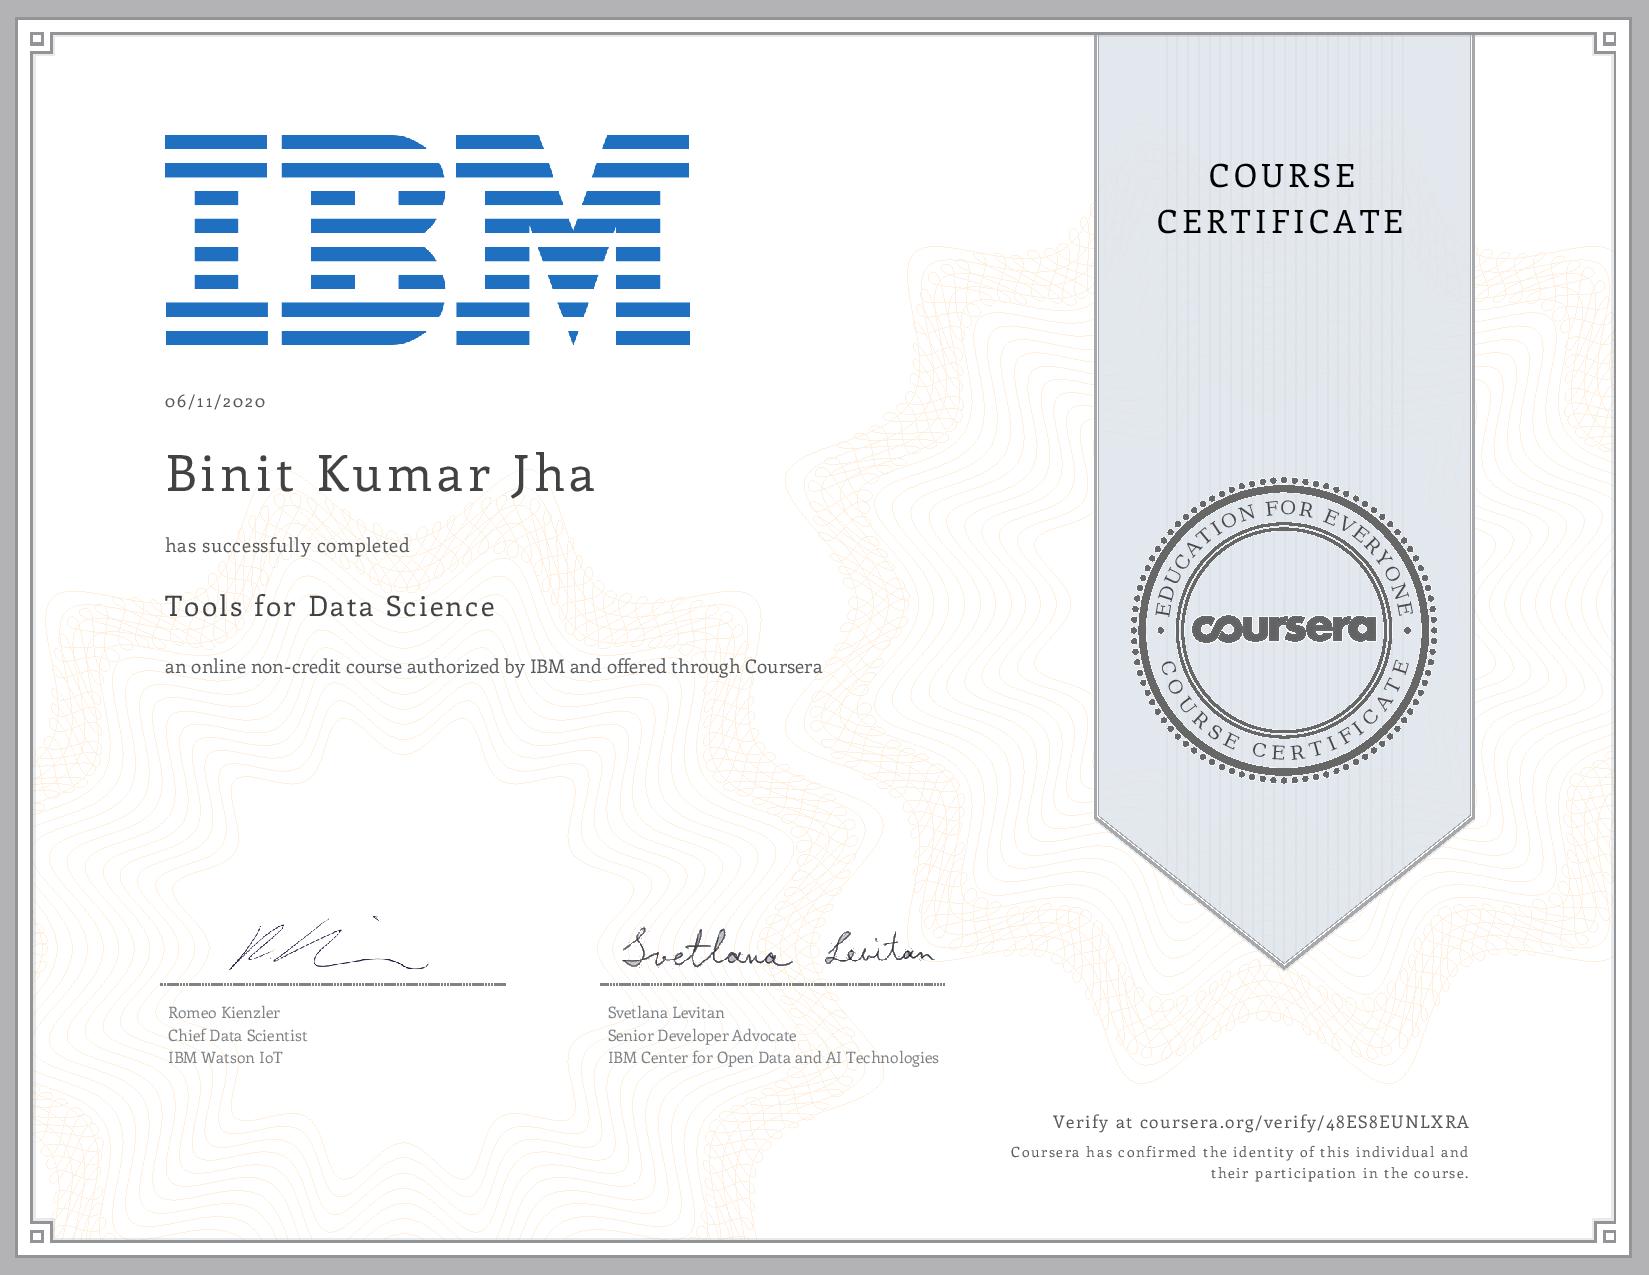 IBM
COURSE
CERTIFICATE
06/11/2020
Binit Kumar Jha
has successfully completed
Tools for Data Science
an online non-credit course authorized by IBM and offered through Coursera
EDUCATION FOR EVERYONE
coursera
COURSE CERTIFICATE
Svetlana Levitan
Romeo Kienzler
Chief Data Scientist
IBM Watson IoT
Svetlana Levitan
Senior Developer Advocate
IBM Center for Open Data and AI Technologies
Verify at coursera.org/verify/48ES8EUNLXRA
Coursera has confirmed the identity of this individual and
their participation in the course.